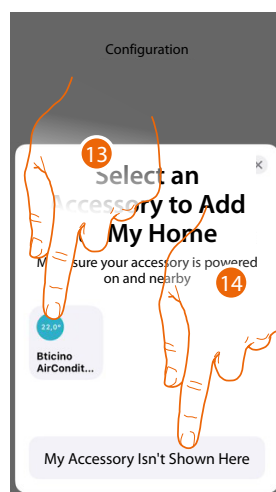 Configuration
13
Select an
Accessory to Add
My Home
sure your accessory is powered
on and nearby
14
22,0°
Bticino
AirCondit...
My Accessory Isn't Shown Here